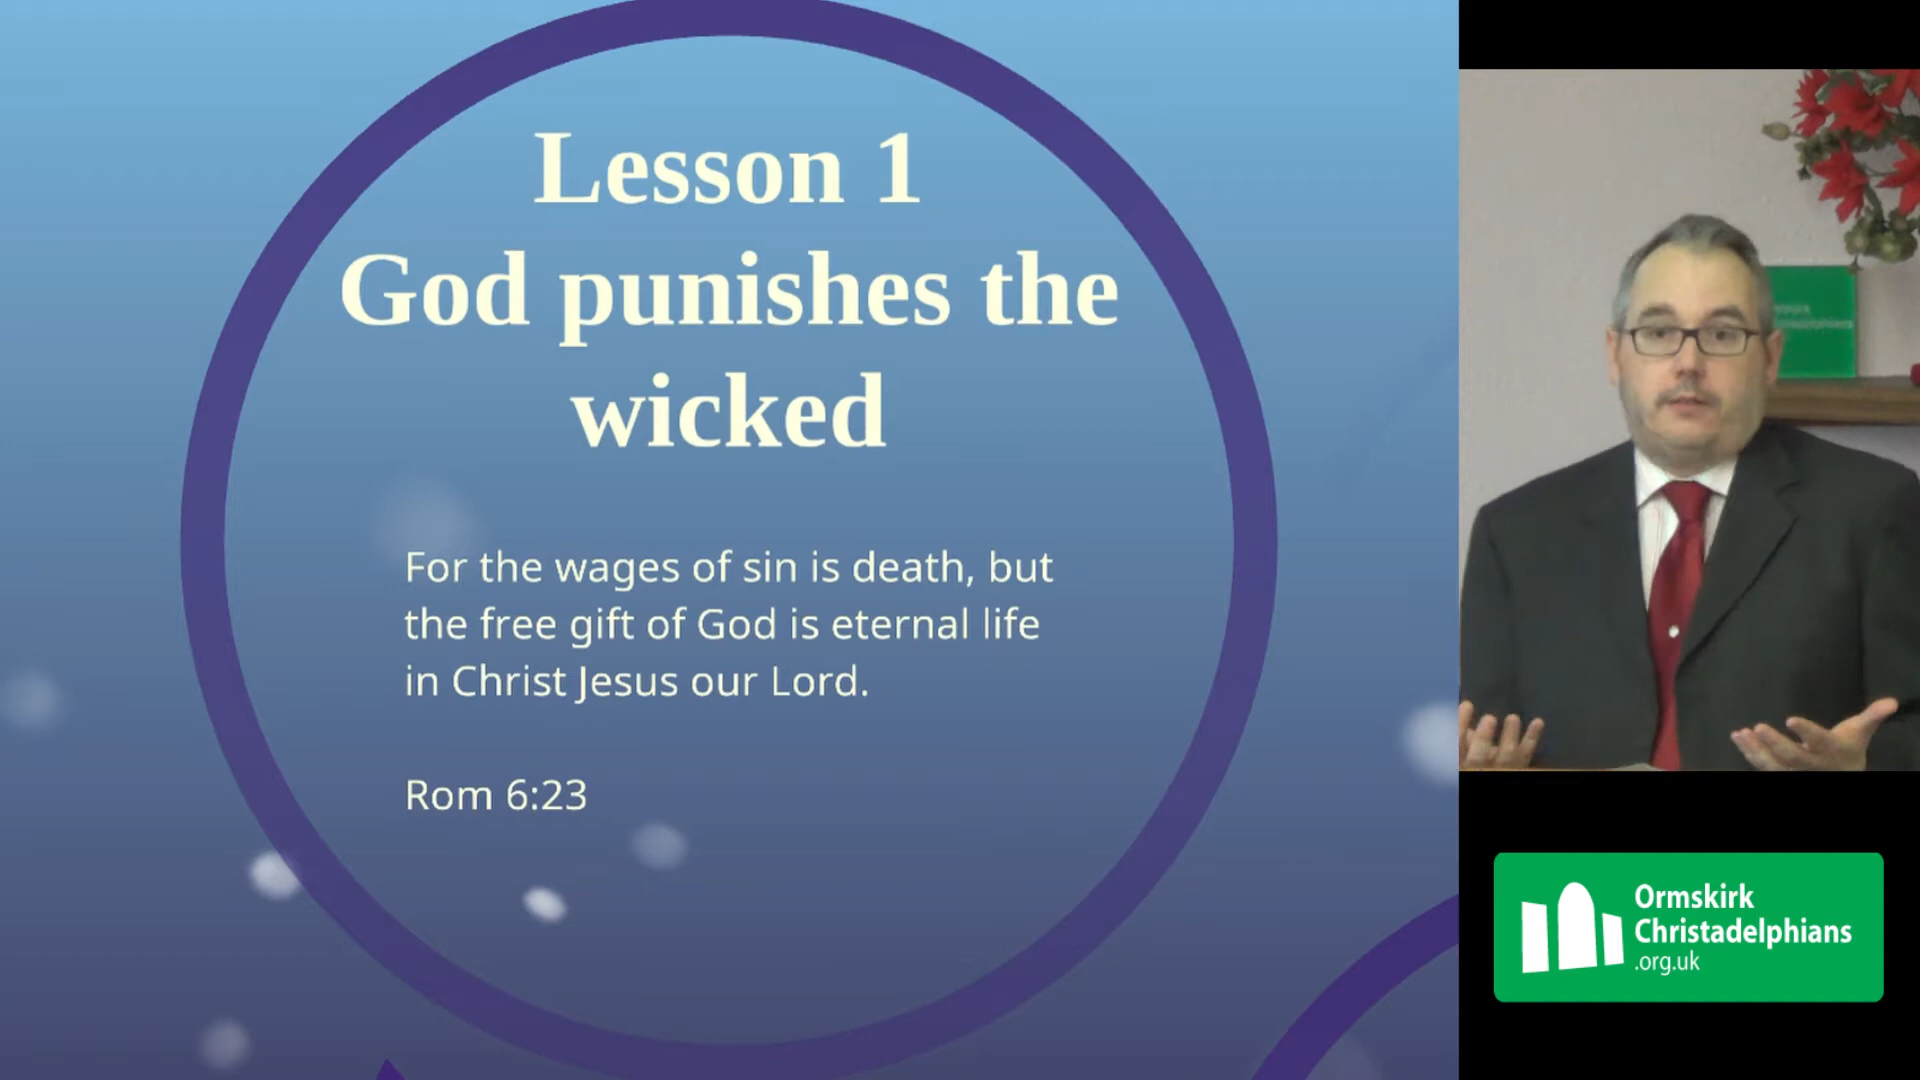 Lesson 1
God punishes the
wicked
For the wages of sin is death, but
the free gift of God is eternal life
in Christ Jesus our Lord.
Rom 6:23
Ormskirk
Christadelphians
.org.uk